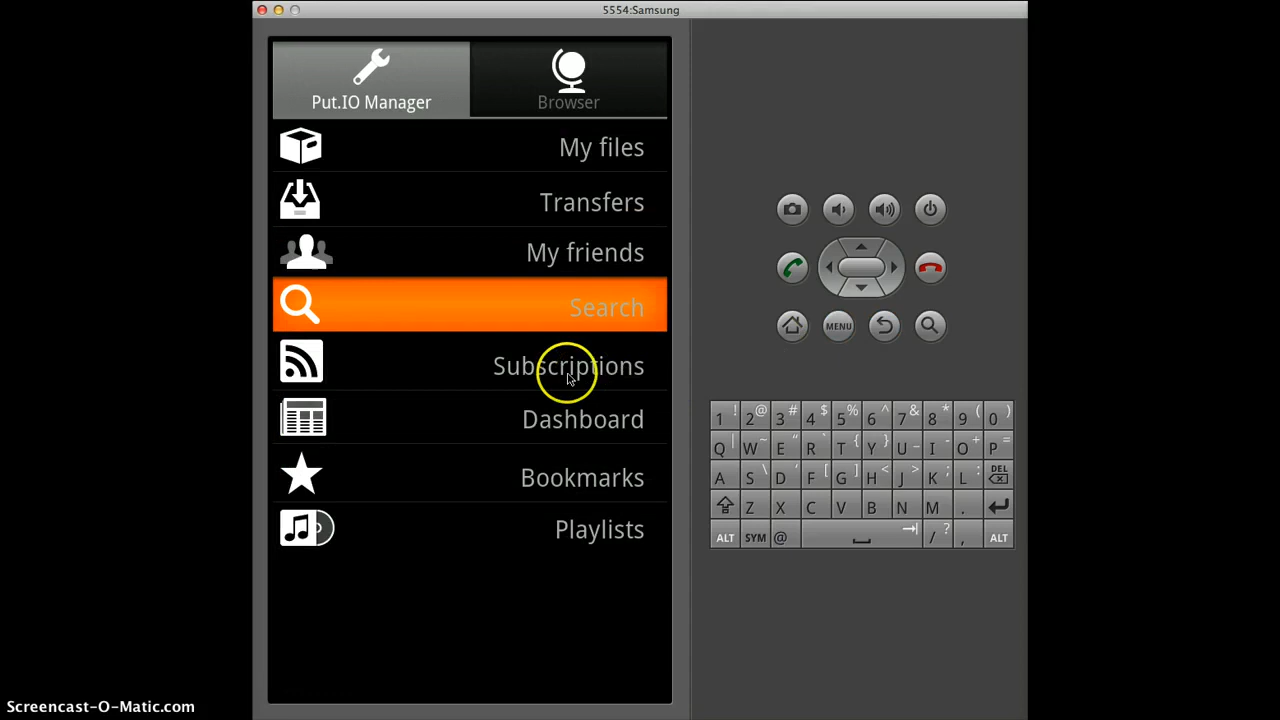 5554:Samsung
Put.IO Manager
Browser
My files
Transfers
My friends
Search
Subscriptions
Dashboard
Bookmarks
Playlists
MENU
1 ! 2 @ 3 # 4 $ 5 % 6 ^ 7 & 8 * 9 ( 0 )
Q | W ~ E " R ` T { Y } U _ I - O + P =
A S \ D ' F [ G ] H < J > K ; L : DEL
Z X C V B N M .
ALT SYM @ / ? , ALT
Screencast-O-Matic.com